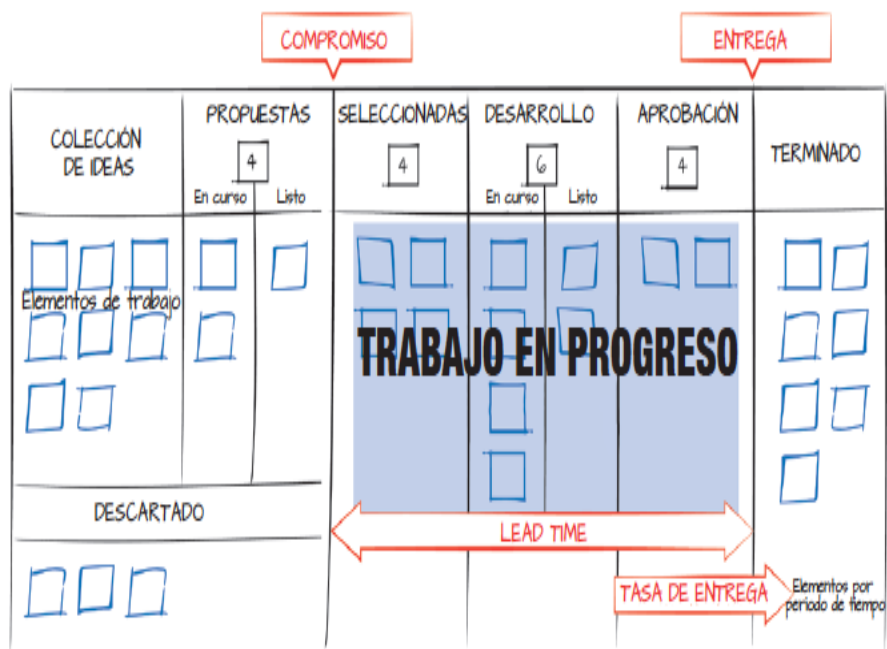 COMPROMISO
ENTREGA
COLECCIÓN
DE IDEAS
PROPUESTAS
4
En curso
Listo
SELECCIONADAS
4
DESARROLLO
6
En curso
Listo
APROBACIÓN
4
TERMINADO
Elementos de trabajo
TRABAJO EN PROGRESO
DESCARTADO
LEAD TIME
TASA DE ENTREGA
Elementos por
periodo de tiempo